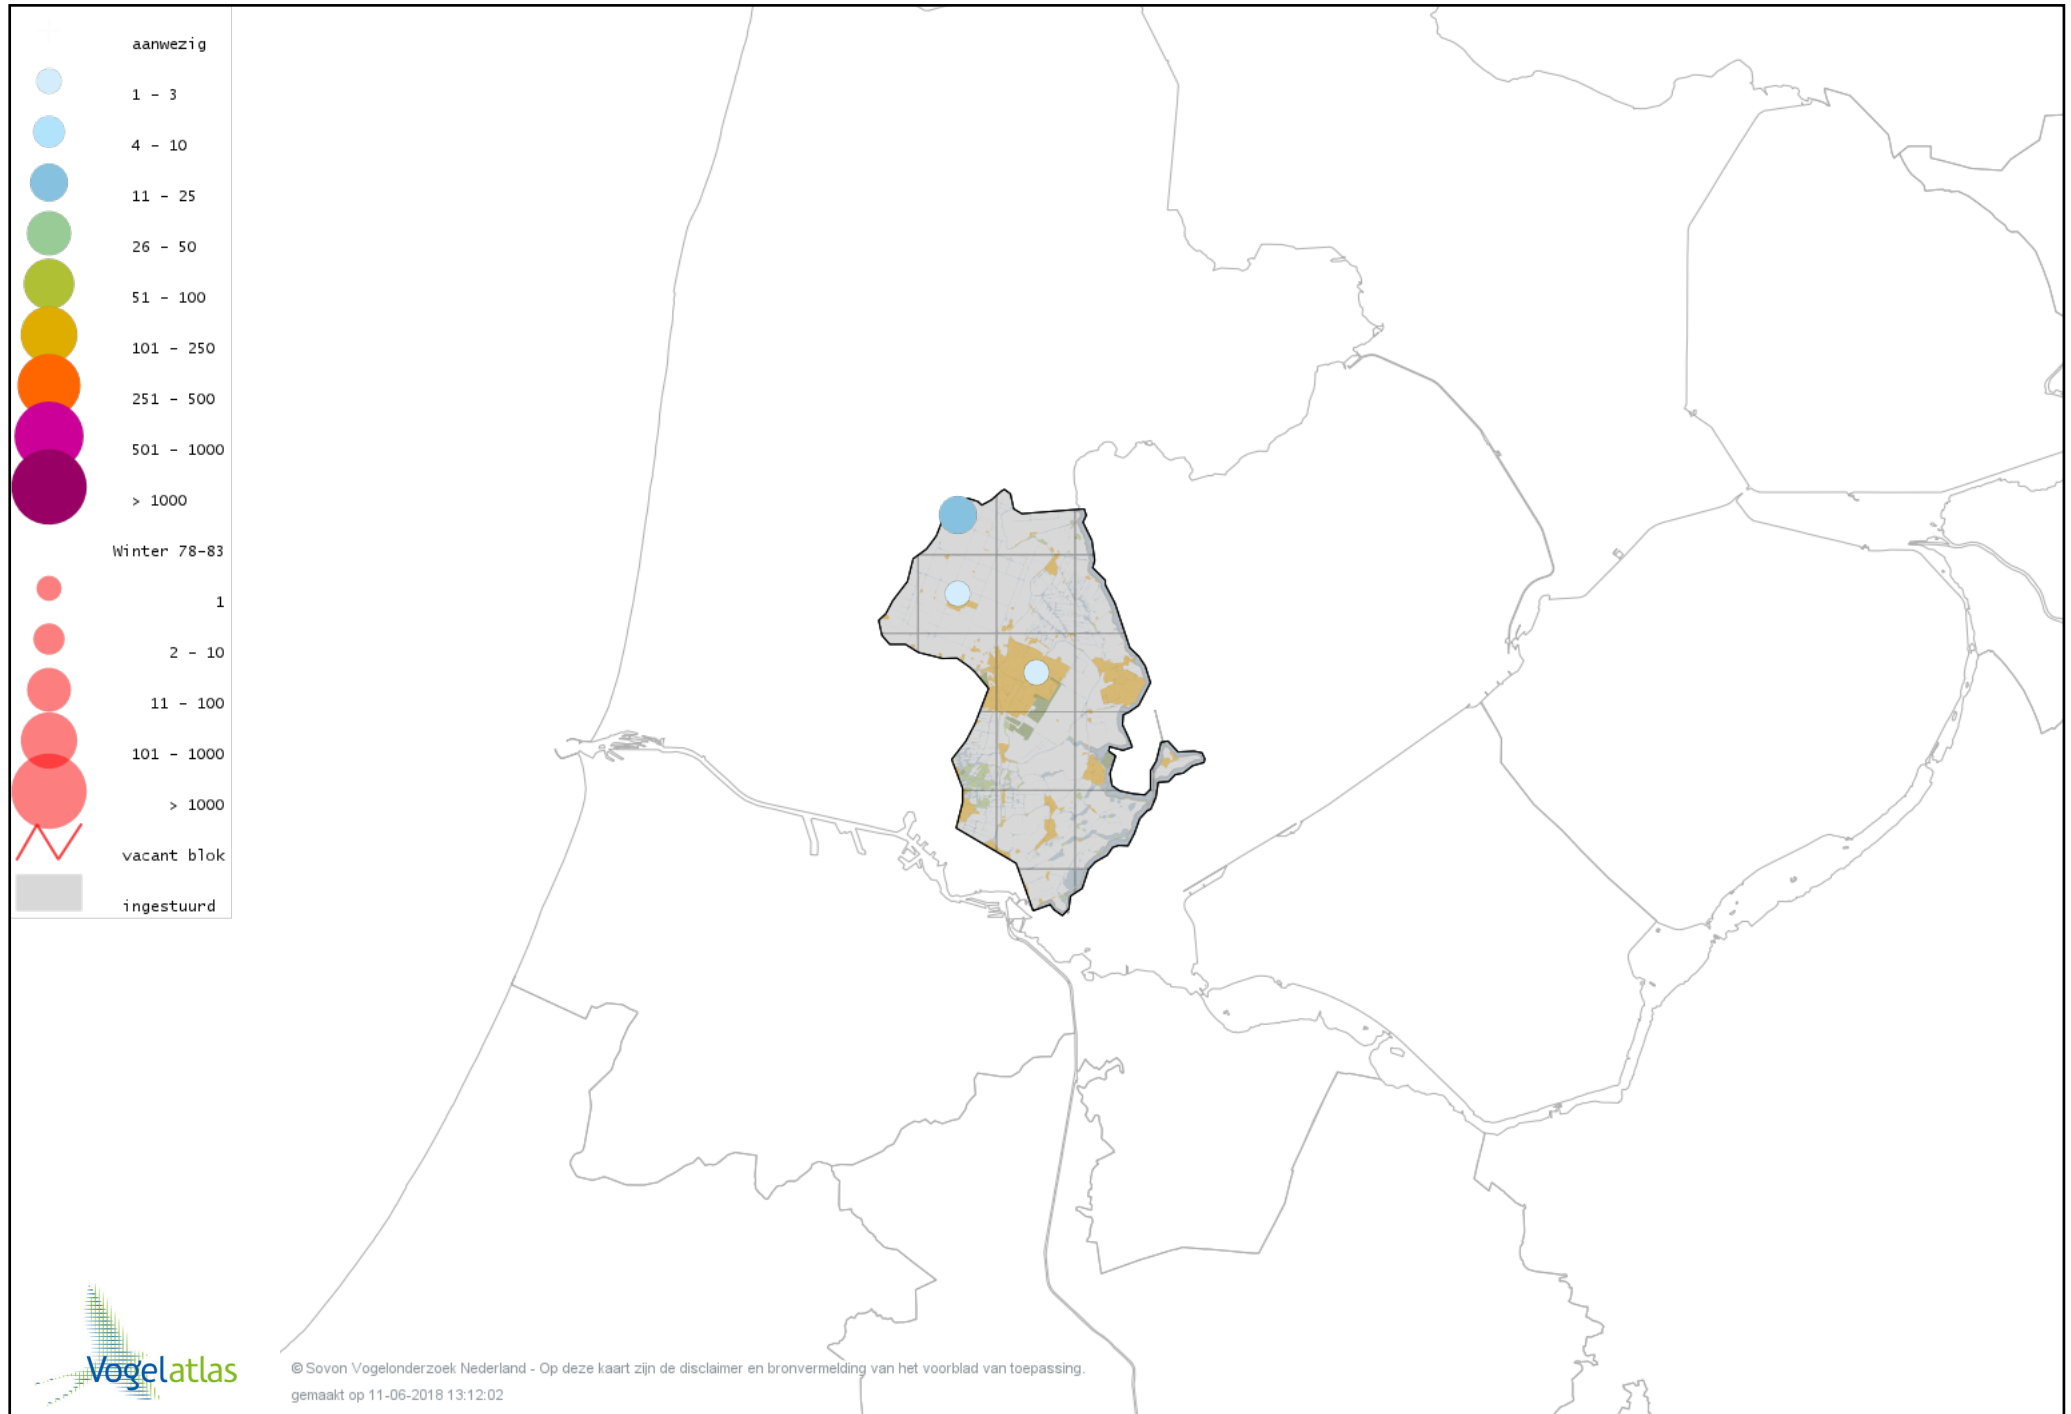 aanwezig
1 - 3
4 - 10
11 - 25
26 - 50
51 - 100
101 - 250
251 - 500
501 - 1000
> 1000
Winter 78-83
1
2 - 10
11 - 100
101 - 1000
> 1000
vacant blok
ingestuurd
Vogelatlas
© Sovon Vogelonderzoek Nederland - Op deze kaart zijn de disclaimer en bronvermelding van het voorblad van toepassing.
gemaakt op 11-06-2018 13:12:02